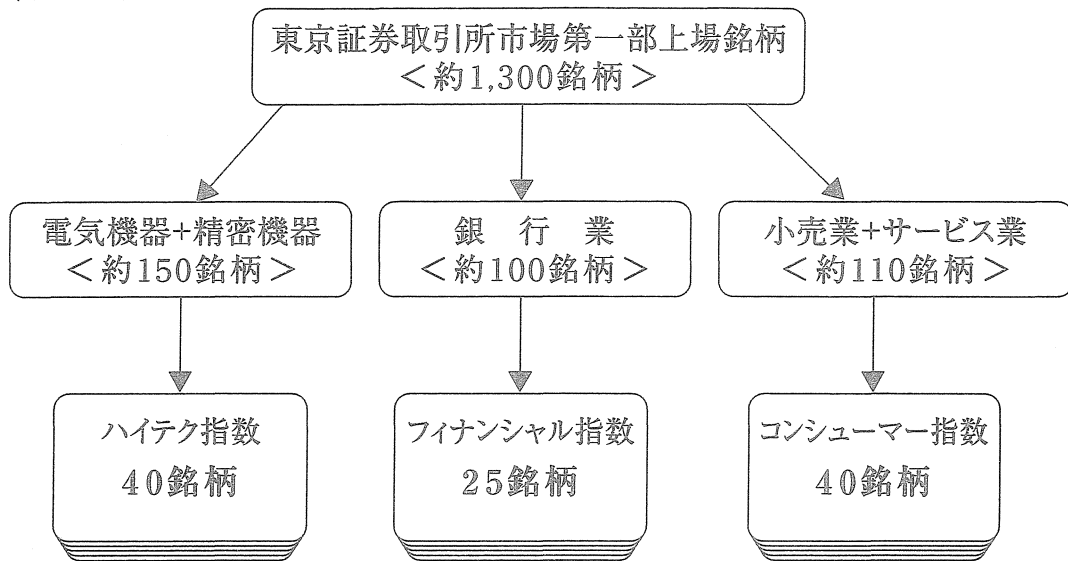 東京証券取引所市場第一部上場銘柄
＜約1,300銘柄＞
電気機器+精密機器
＜約150銘柄＞
銀行業
＜約100銘柄＞
小売業+サービス業
＜約110銘柄＞
ハイテク指数
40銘柄
フィナンシャル指数
25銘柄
コンシューマー指数
40銘柄